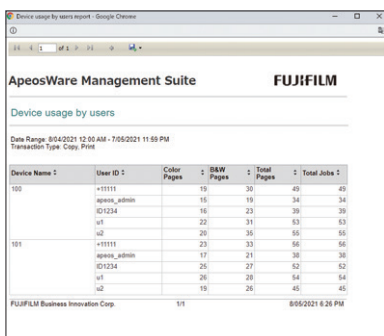 Device usage by users report - Google Chrome
1 of 1
ApeosWare Management Suite
FUJIFILM
Device usage by users
Date Range: 8/04/2021 12:00 AM - 7/05/2021 11:59 PM
Transaction Type: Copy, Print
Device Name User ID Color Pages B&W Pages Total Pages Total Jobs
100 +11111 19 30 49 49
apeos_admin 15 19 34 34
ID1234 16 23 39 39
u1 22 31 53 53
u2 20 35 55 55
101 +11111 23 33 56 56
apeos_admin 17 21 38 38
ID1234 25 27 52 52
u1 26 28 54 54
u2 19 26 45 45
FUJIFILM Business Innovation Corp. 1/1 8/05/2021 6:26 PM